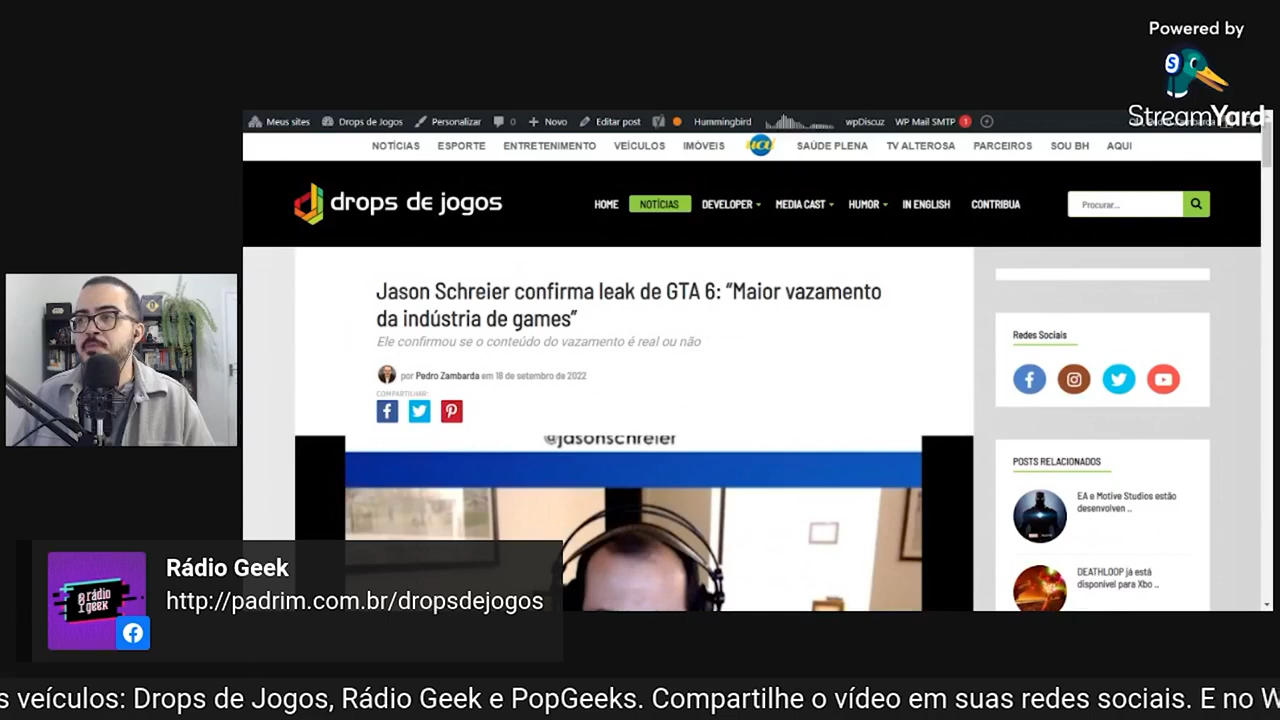 Powered by
StreamYard
Meus sites
Drops de Jogos
Personalizar
0
Novo
Editar post
Hummingbird
wpDiscuz
WP Mail SMTP
1
NOTÍCIAS
ESPORTE
ENTRETENIMENTO
VEÍCULOS
IMÓVEIS
UAI
SAÚDE PLENA
TV ALTEROSA
PARCEIROS
SOU BH
AQUI
drops de jogos
HOME
NOTÍCIAS
DEVELOPER
MEDIA CAST
HUMOR
IN ENGLISH
CONTRIBUA
Procurar...
Jason Schreier confirma leak de GTA 6: “Maior vazamento
da indústria de games”
Ele confirmou se o conteúdo do vazamento é real ou não
por Pedro Zambarda em 18 de setembro de 2022
COMPARTILHAR:
@jasonschreier
Redes Sociais
POSTS RELACIONADOS
EA e Motive Studios estão
desenvolven ..
DEATHLOOP já está
disponível para Xbo ..
rádio
geek
Rádio Geek
http://padrim.com.br/dropsdejogos
s veículos: Drops de Jogos, Rádio Geek e PopGeeks. Compartilhe o vídeo em suas redes sociais. E no W